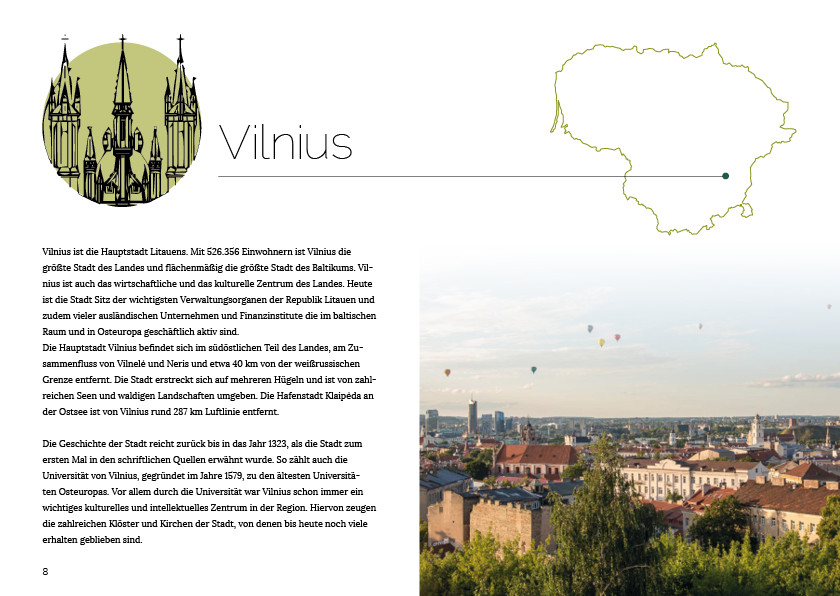 Vilnius
Vilnius ist die Hauptstadt Litauens. Mit 526.356 Einwohnern ist Vilnius die
größte Stadt des Landes und flächenmäßig die größte Stadt des Baltikums. Vil-
nius ist auch das wirtschaftliche und das kulturelle Zentrum des Landes. Heute
ist die Stadt Sitz der wichtigsten Verwaltungsorganen der Republik Litauen und
zudem vieler ausländischen Unternehmen und Finanzinstitute die im baltischen
Raum und in Osteuropa geschäftlich aktiv sind.
Die Hauptstadt Vilnius befindet sich im südöstlichen Teil des Landes, am Zu-
sammenfluss von Vilnelė und Neris und etwa 40 km von der weißrussischen
Grenze entfernt. Die Stadt erstreckt sich auf mehreren Hügeln und ist von zahl-
reichen Seen und waldigen Landschaften umgeben. Die Hafenstadt Klaipėda an
der Ostsee ist von Vilnius rund 287 km Luftlinie entfernt.
Die Geschichte der Stadt reicht zurück bis in das Jahr 1323, als die Stadt zum
ersten Mal in den schriftlichen Quellen erwähnt wurde. So zählt auch die
Universität von Vilnius, gegründet im Jahre 1579, zu den ältesten Universitä-
ten Osteuropas. Vor allem durch die Universität war Vilnius schon immer ein
wichtiges kulturelles und intellektuelles Zentrum in der Region. Hiervon zeugen
die zahlreichen Klöster und Kirchen der Stadt, von denen bis heute noch viele
erhalten geblieben sind.
8